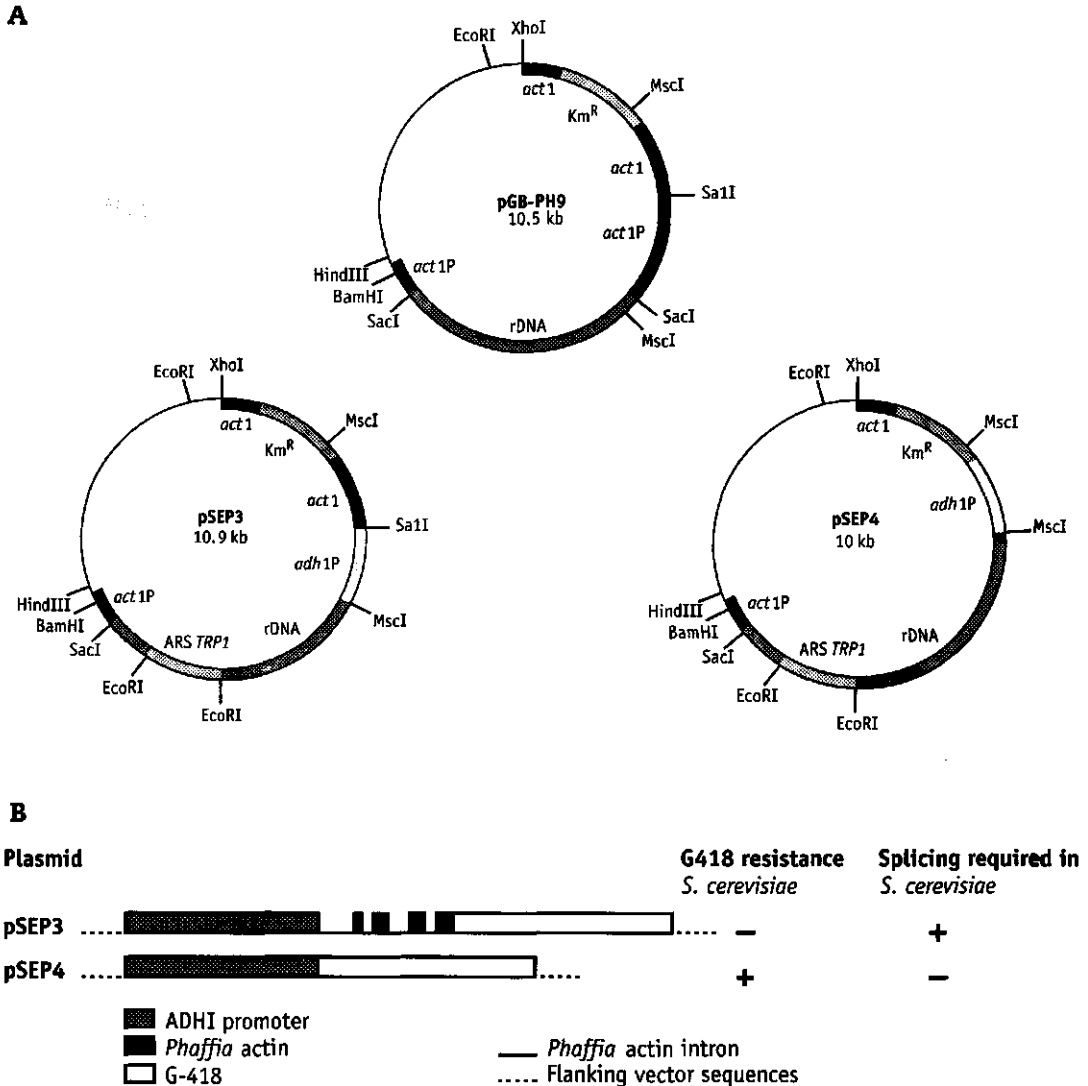 A
EcoRI
XhoI
act1
KmR
MscI
act1
Sa1I
pGB-PH9
10.5 kb
act1P
HindIII
act1P
BamHI
SacI
rDNA
SacI
MscI
EcoRI
XhoI
act1
KmR
MscI
act1
pSEP3
10.9 kb
Sa1I
adh1P
HindIII
act1P
BamHI
SacI
ARS TRP1
rDNA
MscI
EcoRI
EcoRI
EcoRI
XhoI
act1
KmR
MscI
adh1P
pSEP4
10 kb
MscI
HindIII
act1P
BamHI
SacI
ARS TRP1
rDNA
EcoRI
EcoRI
B
Plasmid
G418 resistance
S. cerevisiae
Splicing required in
S. cerevisiae
pSEP3 – +
pSEP4 + –
ADHI promoter
Phaffia actin
G-418
Phaffia actin intron
Flanking vector sequences